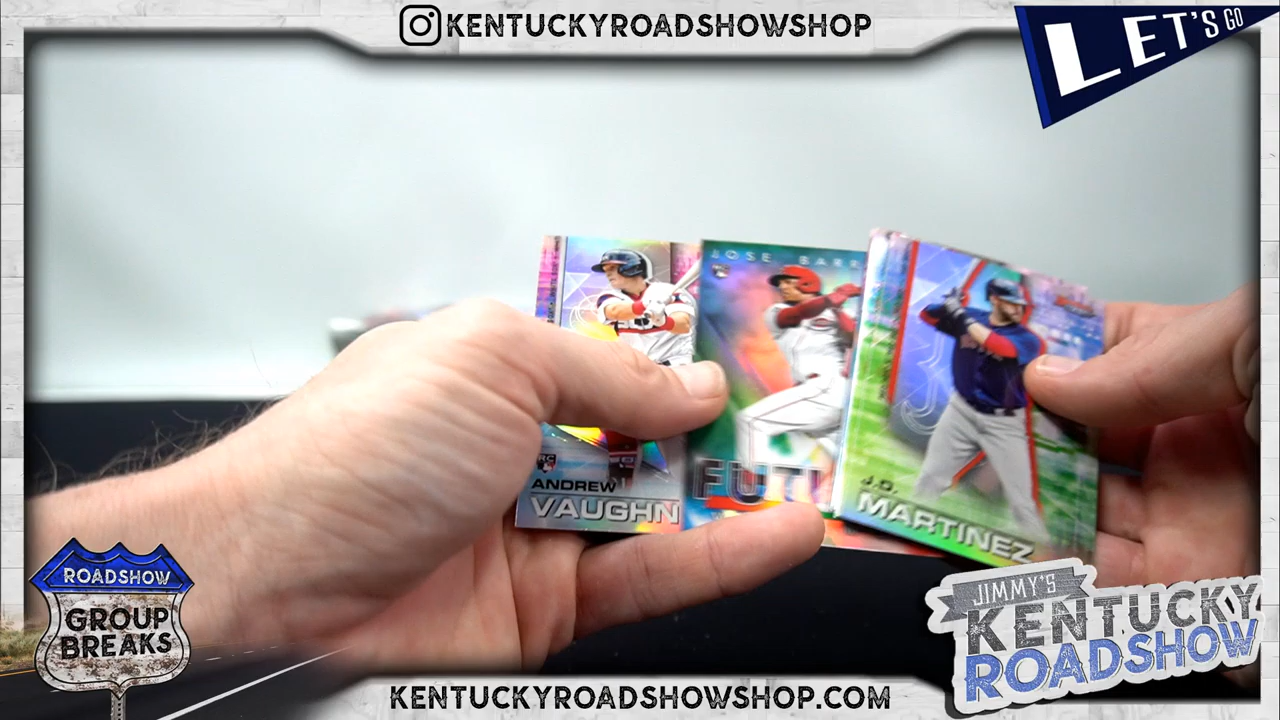 KENTUCKYROADSHOWSHOP
LET'S GO
JOSE BARR
RC
ANDREW
VAUGHN
FUTU
J.D.
MARTINEZ
ROADSHOW
GROUP
BREAKS
JIMMY'S
KENTUCKY
ROADSHOW
KENTUCKYROADSHOWSHOP.COM